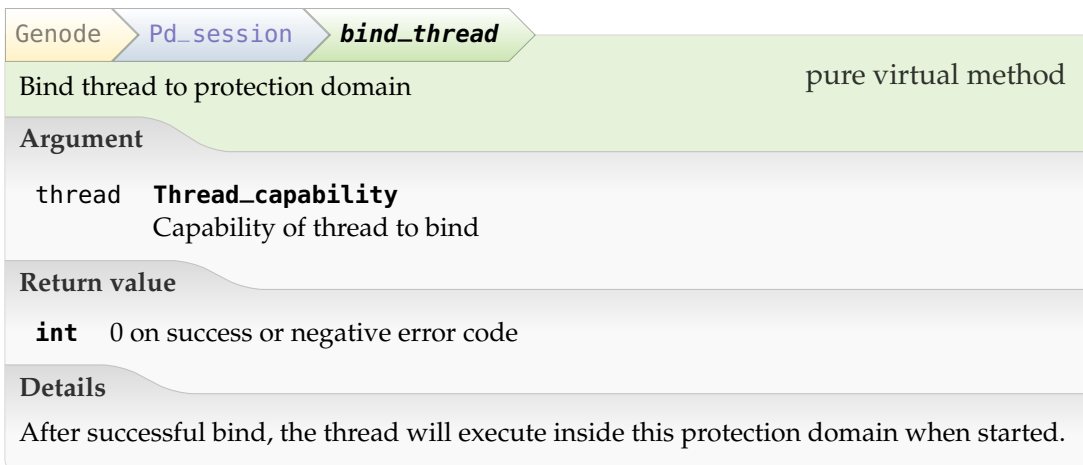 Genode Pd_session bind_thread
Bind thread to protection domain pure virtual method
Argument
thread Thread_capability
Capability of thread to bind
Return value
int 0 on success or negative error code
Details
After successful bind, the thread will execute inside this protection domain when started.